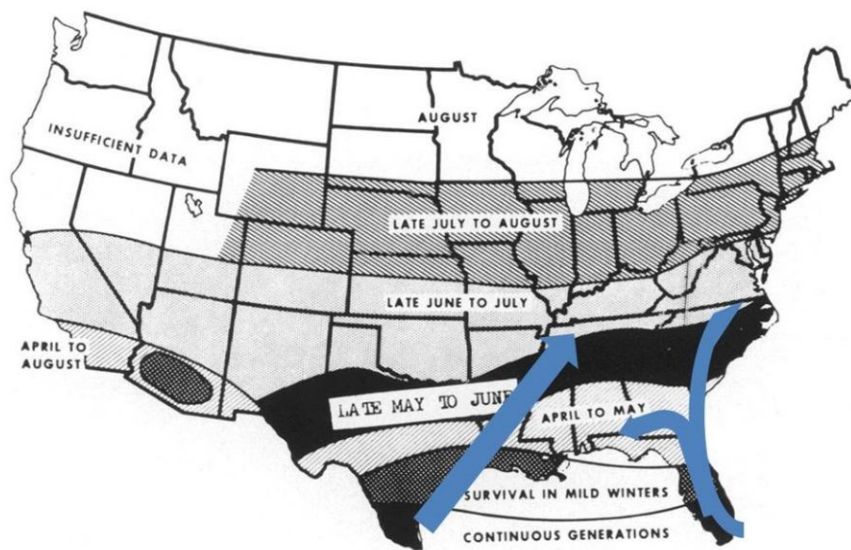 AUGUST
INSUFFICIENT DATA
LATE JULY TO AUGUST
LATE JUNE TO JULY
APRIL TO
AUGUST
LATE MAY TO JUNE
APRIL TO MAY
SURVIVAL IN MILD WINTERS
CONTINUOUS GENERATIONS